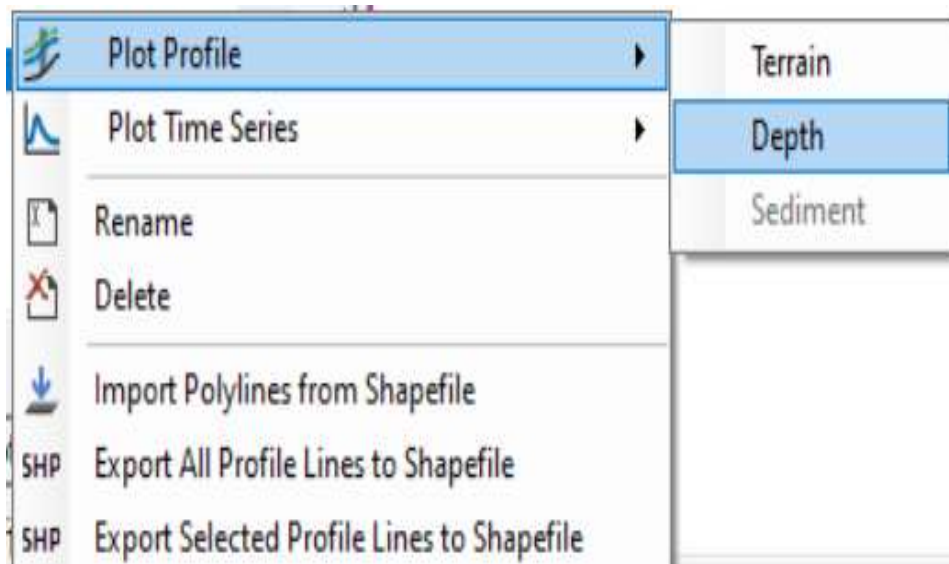 Plot Profile
Terrain
Plot Time Series
Depth
Rename
Sediment
Delete
Import Polylines from Shapefile
SHP Export All Profile Lines to Shapefile
SHP Export Selected Profile Lines to Shapefile